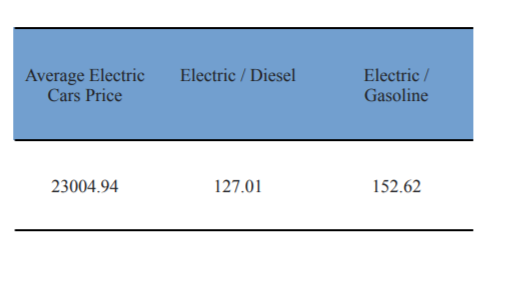 Average Electric Cars Price
Electric / Diesel
Electric / Gasoline
23004.94
127.01
152.62